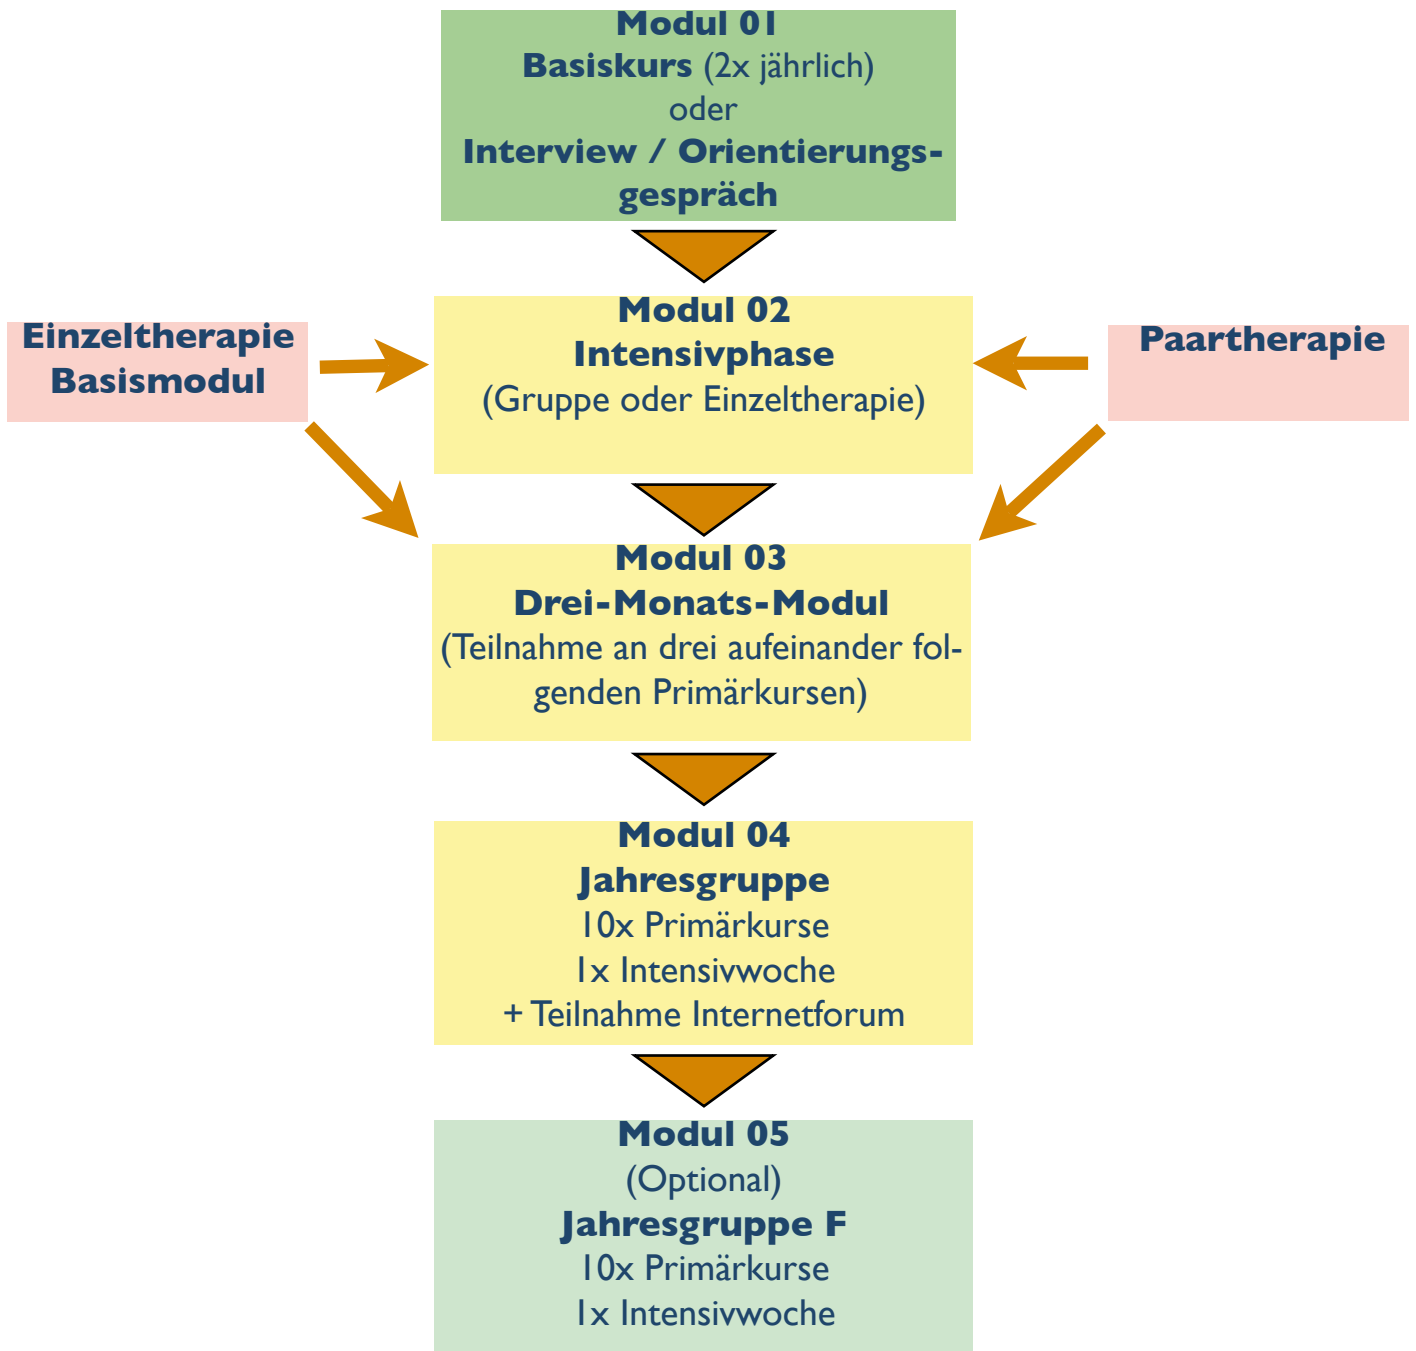 Modul 01
Basiskurs (2x jährlich)
oder
Interview / Orientierungs-
gespräch
Modul 02
Intensivphase
(Gruppe oder Einzeltherapie)
Einzeltherapie
Basismodul
Paartherapie
Modul 03
Drei-Monats-Modul
(Teilnahme an drei aufeinander fol-
genden Primärkursen)
Modul 04
Jahresgruppe
10x Primärkurse
1x Intensivwoche
+ Teilnahme Internetforum
Modul 05
(Optional)
Jahresgruppe F
10x Primärkurse
1x Intensivwoche